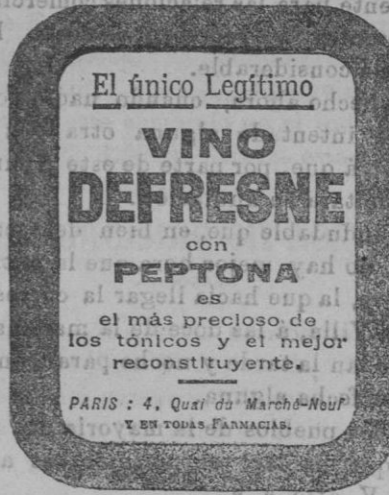 El único Legítimo
VINO
DEFRESNE
con
PEPTONA
es
el más precioso de
los tónicos y el mejor
reconstituyente.
PARIS : 4, Quai du Marché-Neuf
Y EN TODAS FARMACIAS.